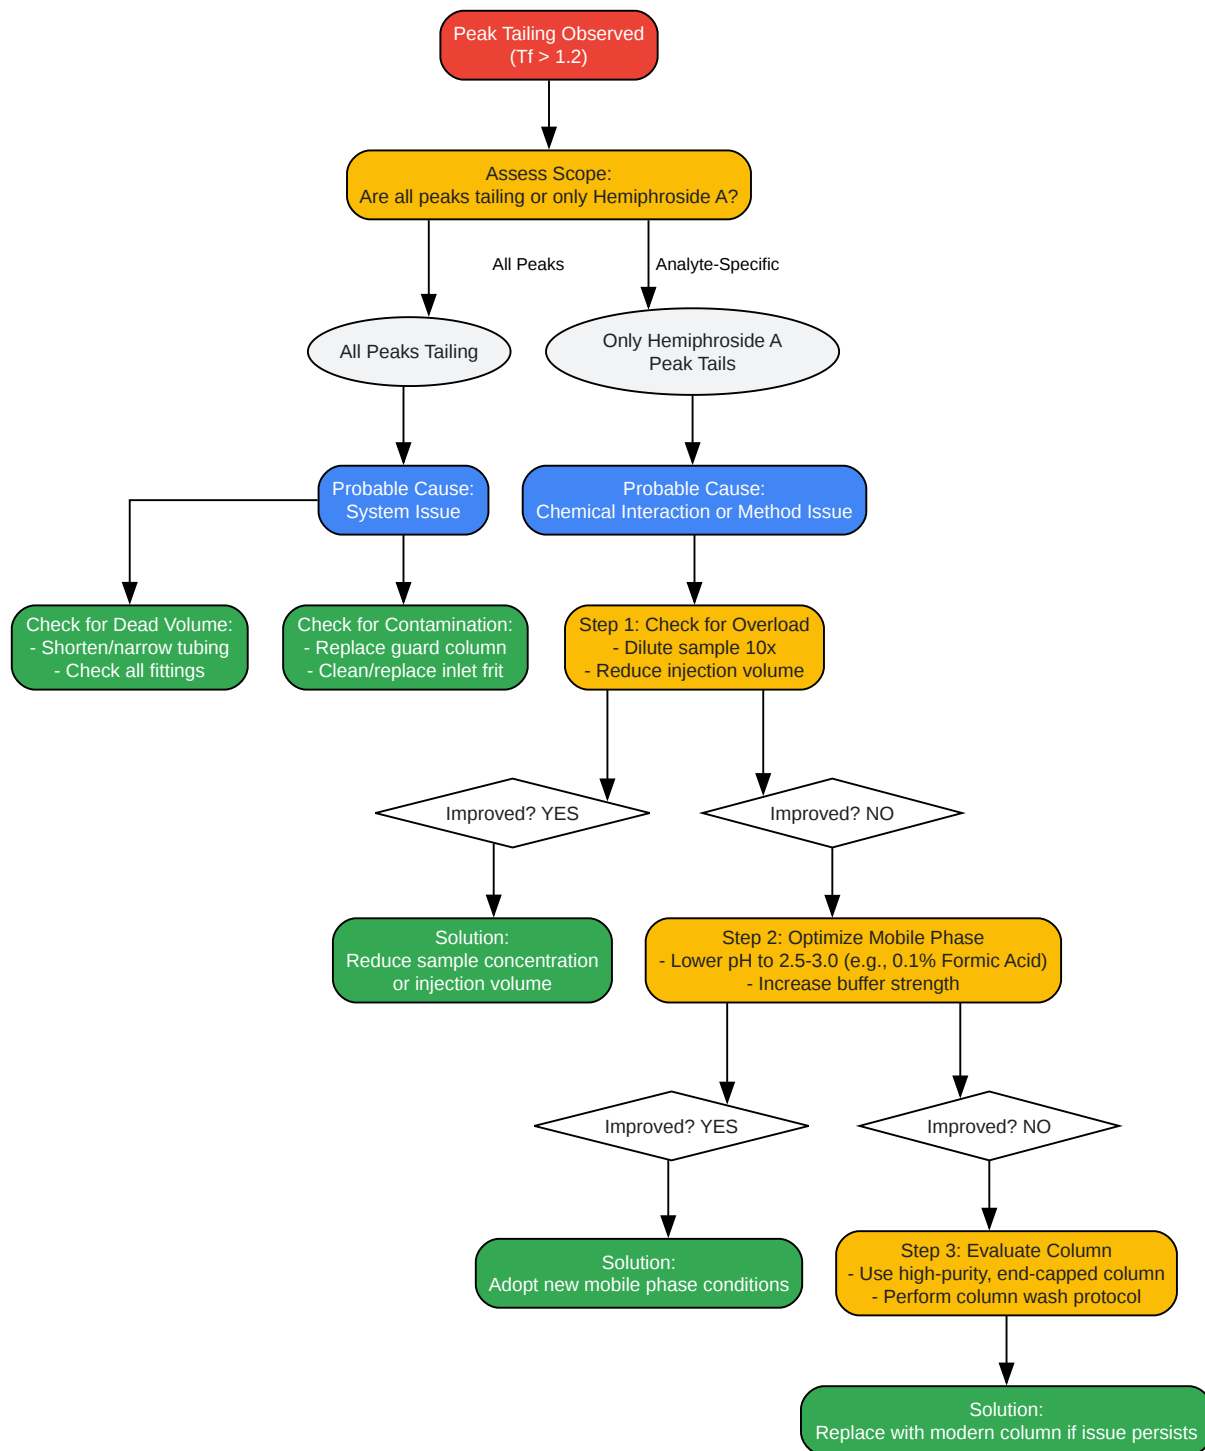 Peak Tailing Observed
(Tf > 1.2)
Assess Scope:
Are all peaks tailing or only Hemiphroside A?
All Peaks
Analyte-Specific
All Peaks Tailing
Only Hemiphroside A
Peak Tails
Probable Cause:
System Issue
Probable Cause:
Chemical Interaction or Method Issue
Check for Dead Volume:
- Shorten/narrow tubing
- Check all fittings
Check for Contamination:
- Replace guard column
- Clean/replace inlet frit
Step 1: Check for Overload
- Dilute sample 10x
- Reduce injection volume
Improved? YES
Improved? NO
Solution:
Reduce sample concentration
or injection volume
Step 2: Optimize Mobile Phase
- Lower pH to 2.5-3.0 (e.g., 0.1% Formic Acid)
- Increase buffer strength
Improved? YES
Improved? NO
Solution:
Adopt new mobile phase conditions
Step 3: Evaluate Column
- Use high-purity, end-capped column
- Perform column wash protocol
Solution:
Replace with modern column if issue persists